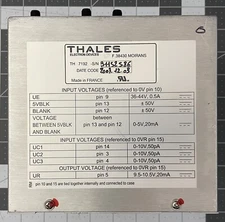 THALES
ELECTRON DEVICES
F 38430 MOIRANS
TH 7192 S/N
DATE CODE 2003.12.03
Made in FRANCE
INPUT VOLTAGES (referenced to 0V pin 10)
UE pin 9 36-44V, 0.5A
SVBLK pin 13 ± 50V
BLANK pin 12 ± 50V
VOLTAGE between
BETWEEN SVBLK pin 13 and pin 12 0-5V,20mA
AND BLANK
INPUT VOLTAGES (referenced to 0VR pin 15)
UC1 pin 14 0-10V,50µA
UC2 pin 4 0-10V,50µA
UC3 pin 3 0-10V,50µA
OUTPUT VOLTAGE (referenced to 0VR pin 15)
UR pin 5 9.5-10.5V,20mA
pin 10 and 15 are tied together internally and connected to case